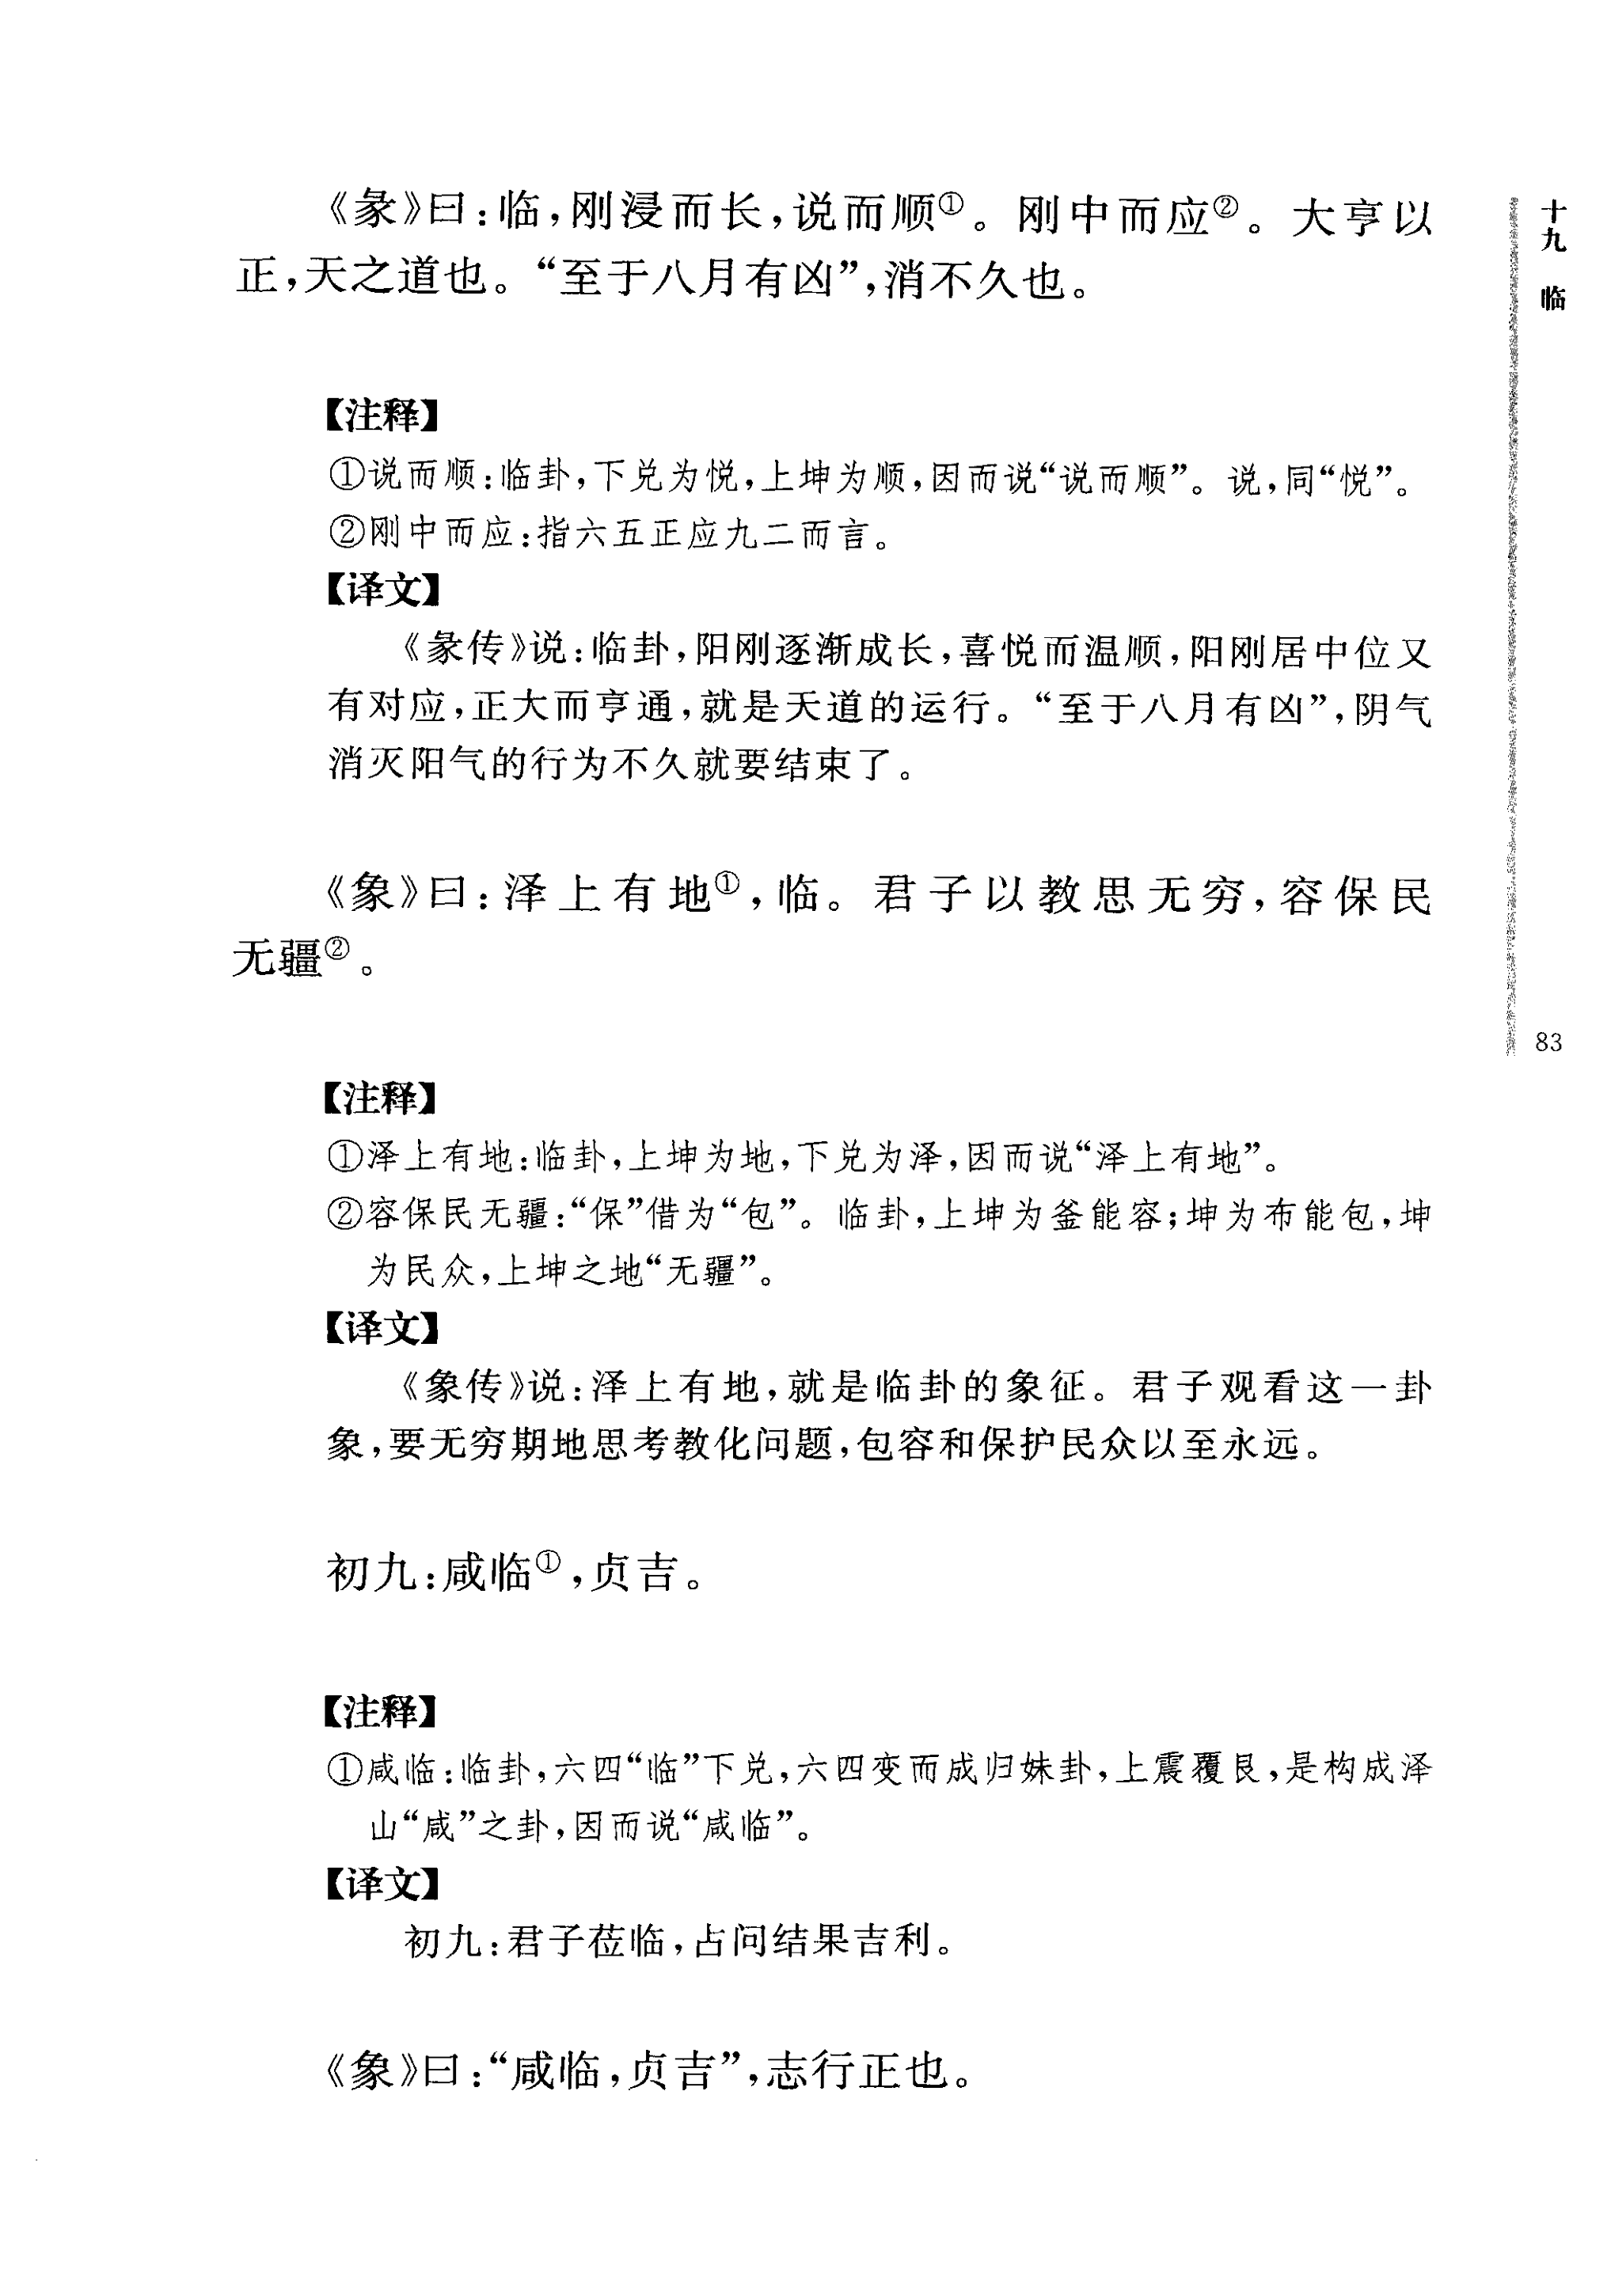 《彖》曰:临,刚浸而长,说而顺①。刚中而应②。大亨以
正,天之道也。“至于八月有凶”,消不久也。
【注释】
①说而顺:临卦,下兑为悦,上坤为顺,因而说“说而顺”。说,同“悦”。
②刚中而应:指六五正应九二而言。
【译文】
《彖传》说:临卦,阳刚逐渐成长,喜悦而温顺,阳刚居中位又
有对应,正大而亨通,就是天道的运行。“至于八月有凶”,阴气
消灭阳气的行为不久就要结束了。
《象》曰:泽上有地①,临。君子以教思无穷,容保民
无疆②。
【注释】
①泽上有地:临卦,上坤为地,下兑为泽,因而说“泽上有地”。
②容保民无疆:“保”借为“包”。临卦,上坤为釜能容;坤为布能包,坤
为民众,上坤之地“无疆”。
【译文】
《象传》说:泽上有地,就是临卦的象征。君子观看这一卦
象,要无穷期地思考教化问题,包容和保护民众以至永远。
初九:咸临①,贞吉。
【注释】
①咸临:临卦,六四“临”下兑,六四变而成归妹卦,上震覆艮,是构成泽
山“咸”之卦,因而说“咸临”。
【译文】
初九:君子莅临,占问结果吉利。
《象》曰:“咸临,贞吉”,志行正也。
十九 临
83